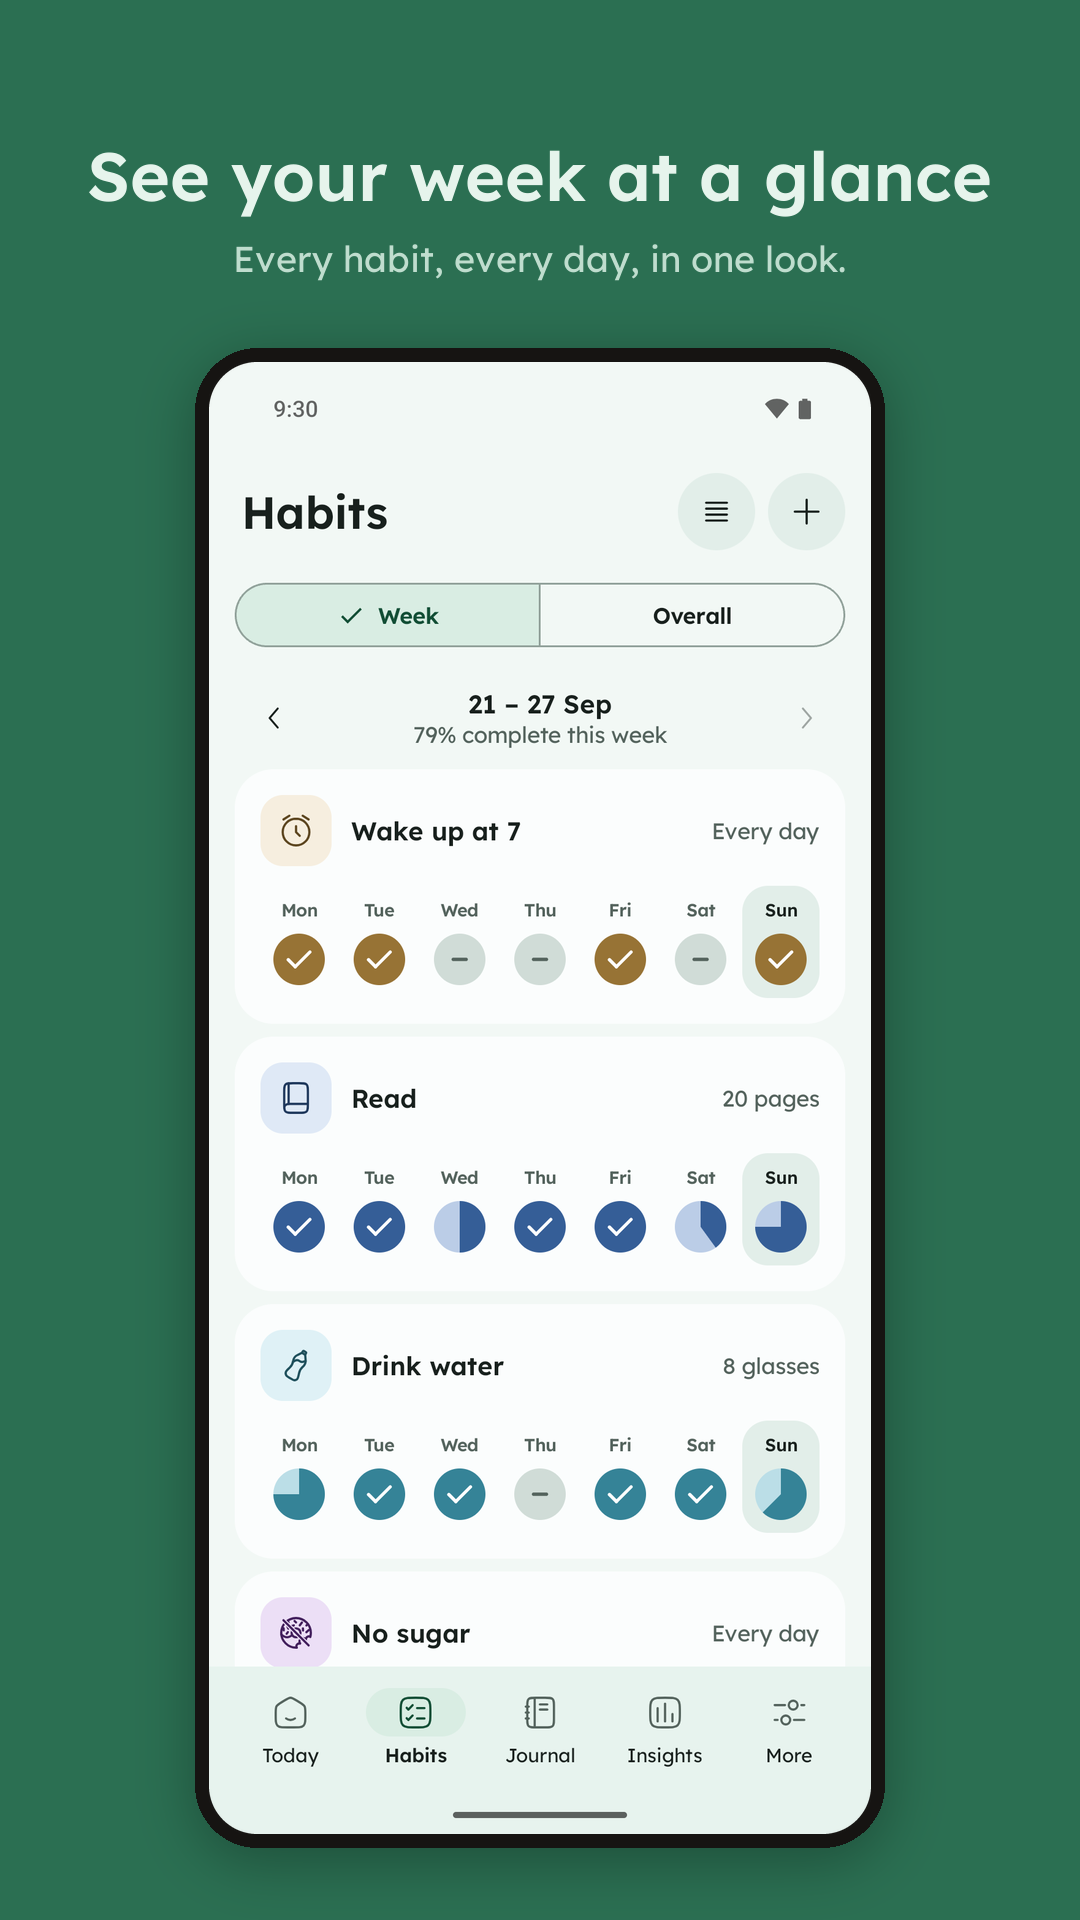 See your week at a glance
Every habit, every day, in one look.
9:30
Habits
Week
Overall
21 – 27 Sep
79% complete this week
Wake up at 7
Every day
Mon Tue Wed Thu Fri Sat Sun
Read
20 pages
Mon Tue Wed Thu Fri Sat Sun
Drink water
8 glasses
Mon Tue Wed Thu Fri Sat Sun
No sugar
Every day
Today Habits Journal Insights More